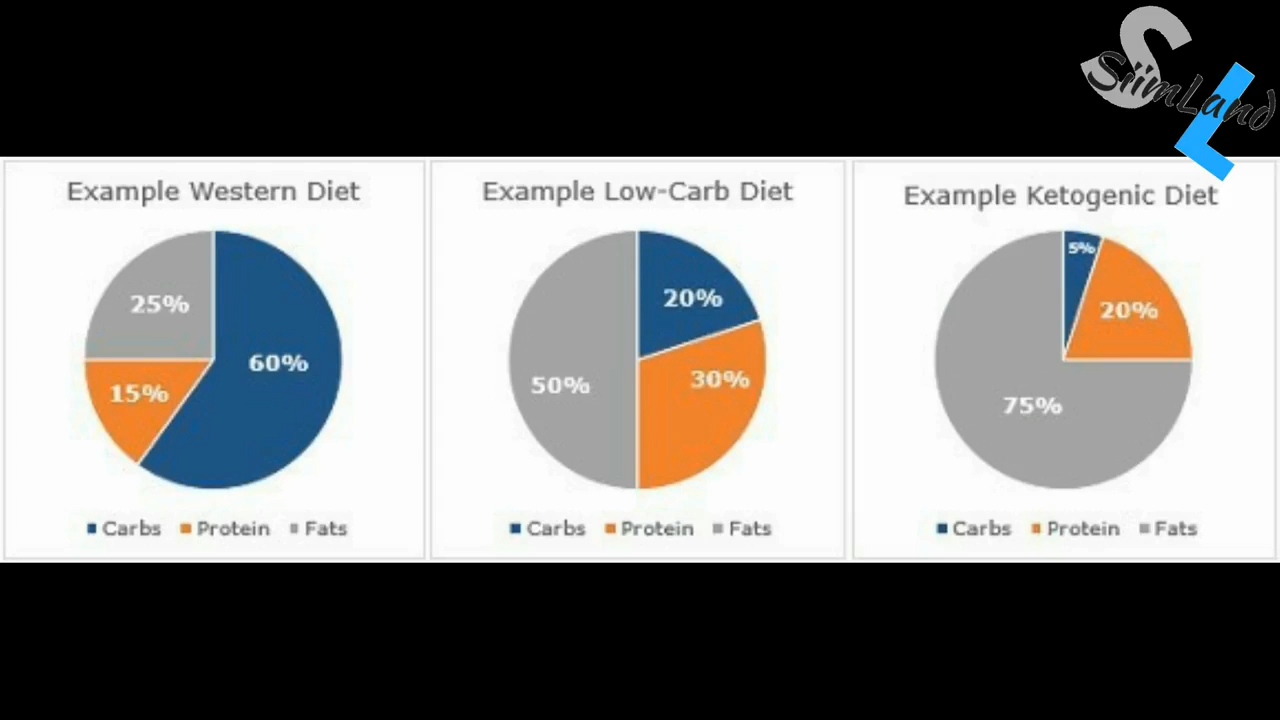 SiimLand
Example Western Diet
25%
60%
15%
Carbs Protein Fats
Example Low-Carb Diet
20%
50%
30%
Carbs Protein Fats
Example Ketogenic Diet
5%
20%
75%
Carbs Protein Fats